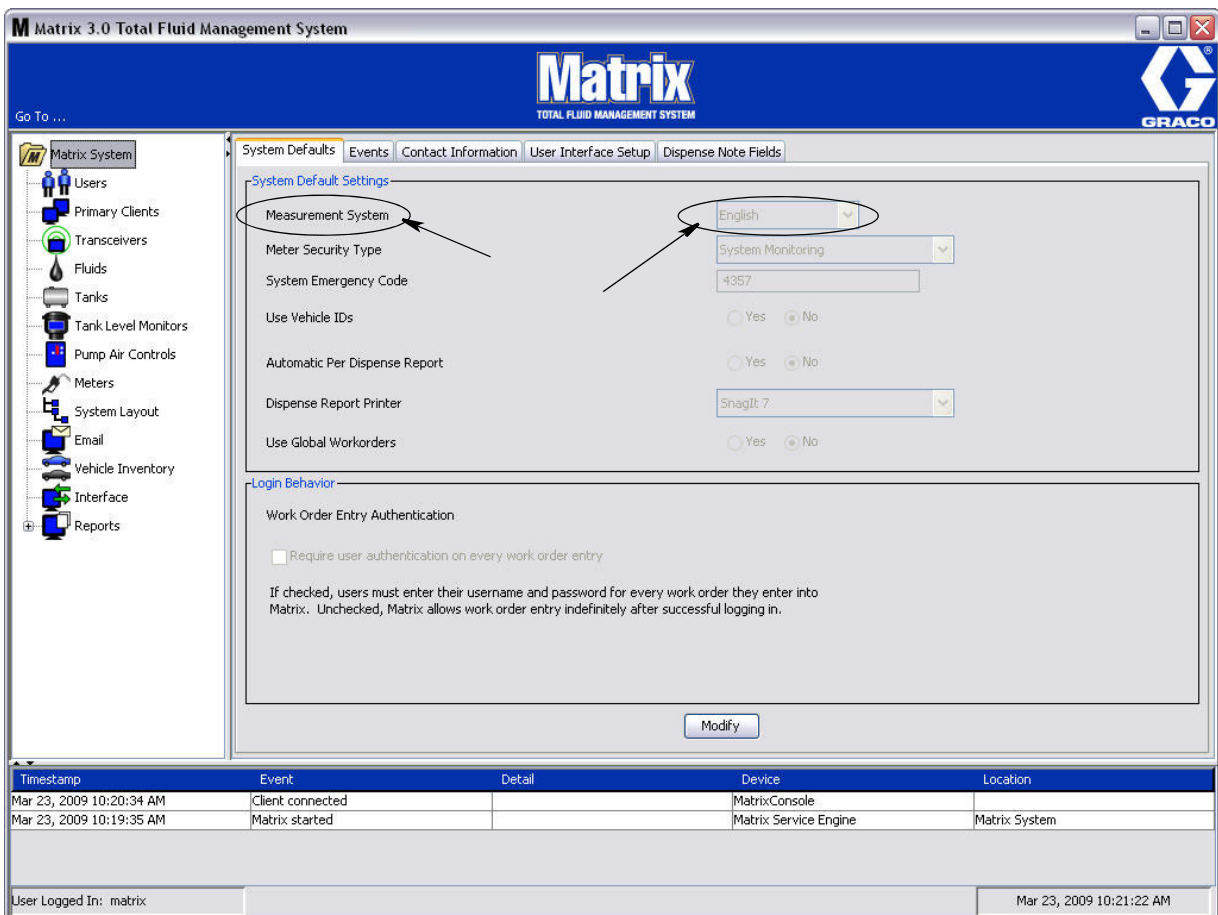 M Matrix 3.0 Total Fluid Management System
Matrix
TOTAL FLUID MANAGEMENT SYSTEM
Go To ...
GRACO
®
Matrix System
Users
Primary Clients
Transceivers
Fluids
Tanks
Tank Level Monitors
Pump Air Controls
Meters
System Layout
Email
Vehicle Inventory
Interface
Reports
System Defaults Events Contact Information User Interface Setup Dispense Note Fields
System Default Settings
Measurement System English
Meter Security Type System Monitoring
System Emergency Code 4357
Use Vehicle IDs Yes No
Automatic Per Dispense Report Yes No
Dispense Report Printer SnagIt 7
Use Global Workorders Yes No
Login Behavior
Work Order Entry Authentication
Require user authentication on every work order entry
If checked, users must enter their username and password for every work order they enter into
Matrix. Unchecked, Matrix allows work order entry indefinitely after successful logging in.
Modify
Timestamp Event Detail Device Location
Mar 23, 2009 10:20:34 AM Client connected MatrixConsole
Mar 23, 2009 10:19:35 AM Matrix started Matrix Service Engine Matrix System
User Logged In: matrix Mar 23, 2009 10:21:22 AM